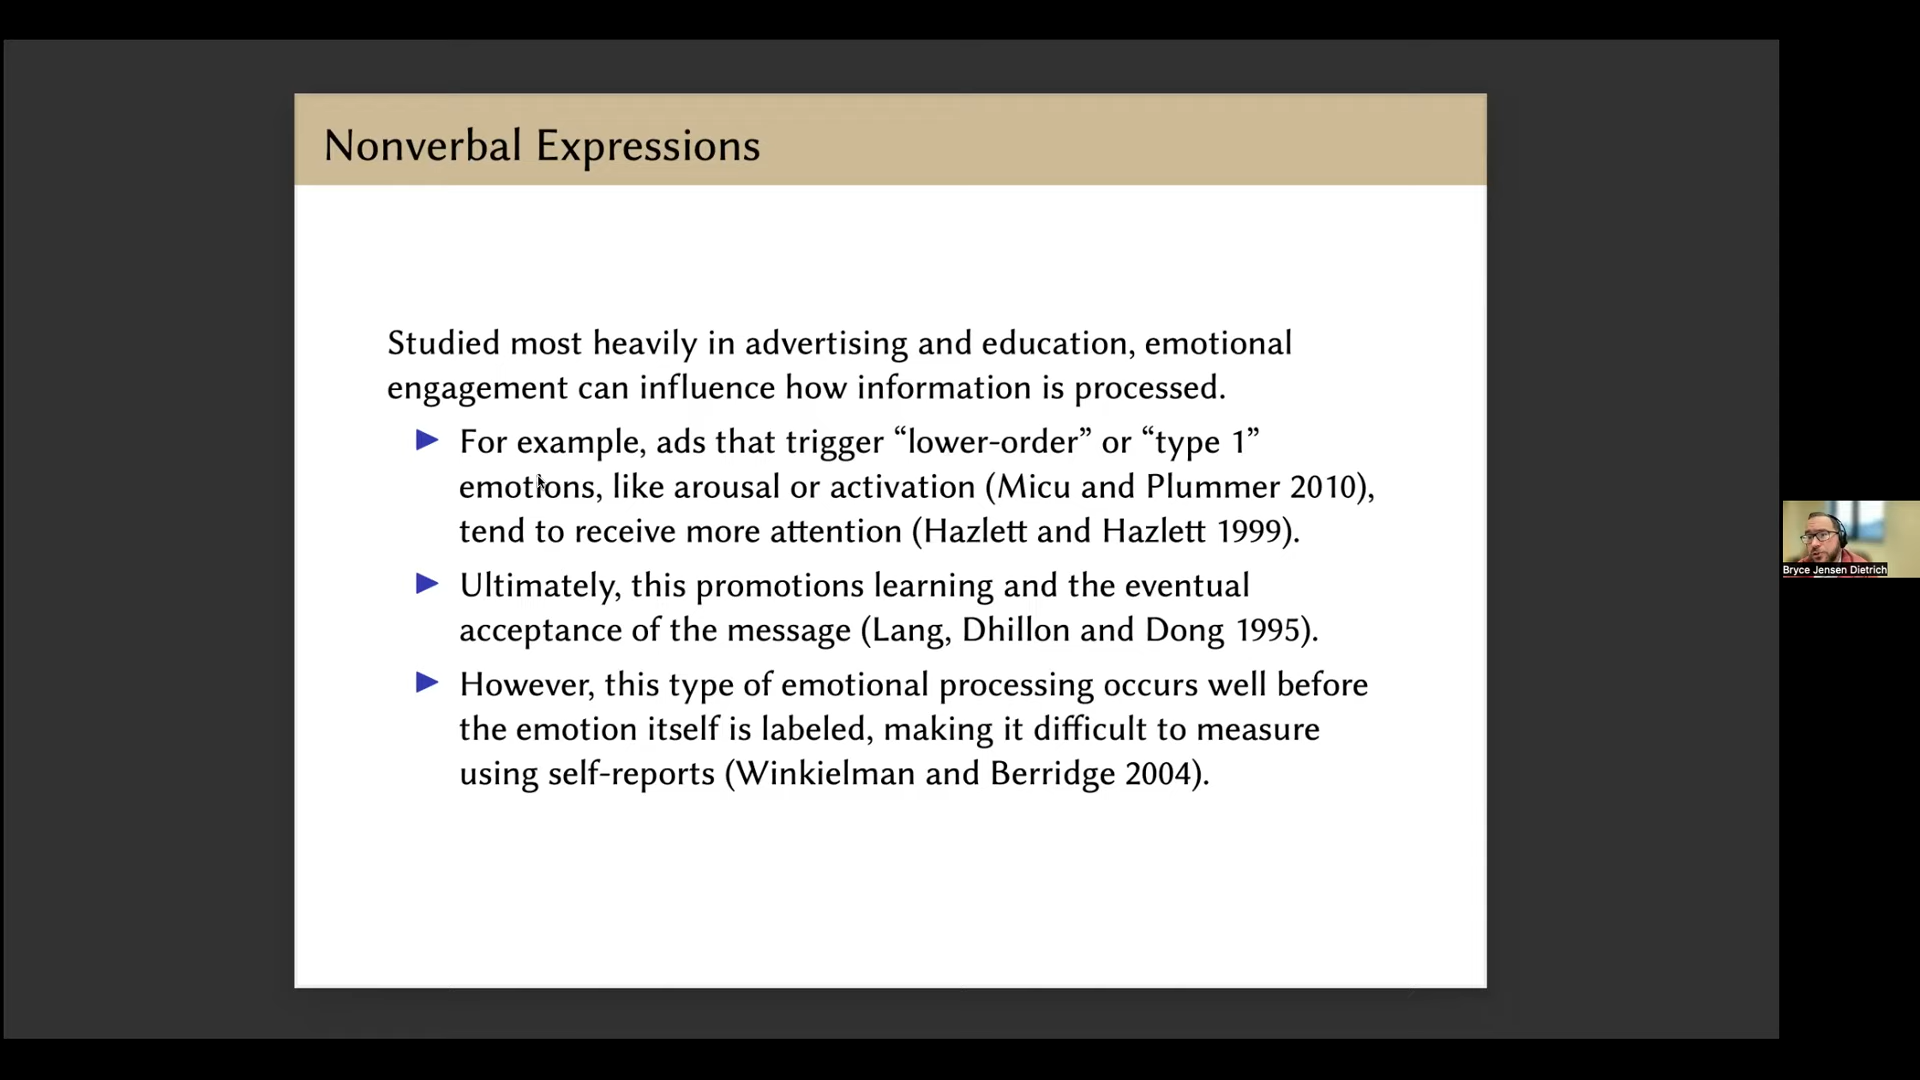 Nonverbal Expressions
Studied most heavily in advertising and education, emotional
engagement can influence how information is processed.
For example, ads that trigger “lower-order” or “type 1”
emotions, like arousal or activation (Micu and Plummer 2010),
tend to receive more attention (Hazlett and Hazlett 1999).
Ultimately, this promotions learning and the eventual
acceptance of the message (Lang, Dhillon and Dong 1995).
However, this type of emotional processing occurs well before
the emotion itself is labeled, making it difficult to measure
using self-reports (Winkielman and Berridge 2004).
Bryce Jensen Dietrich